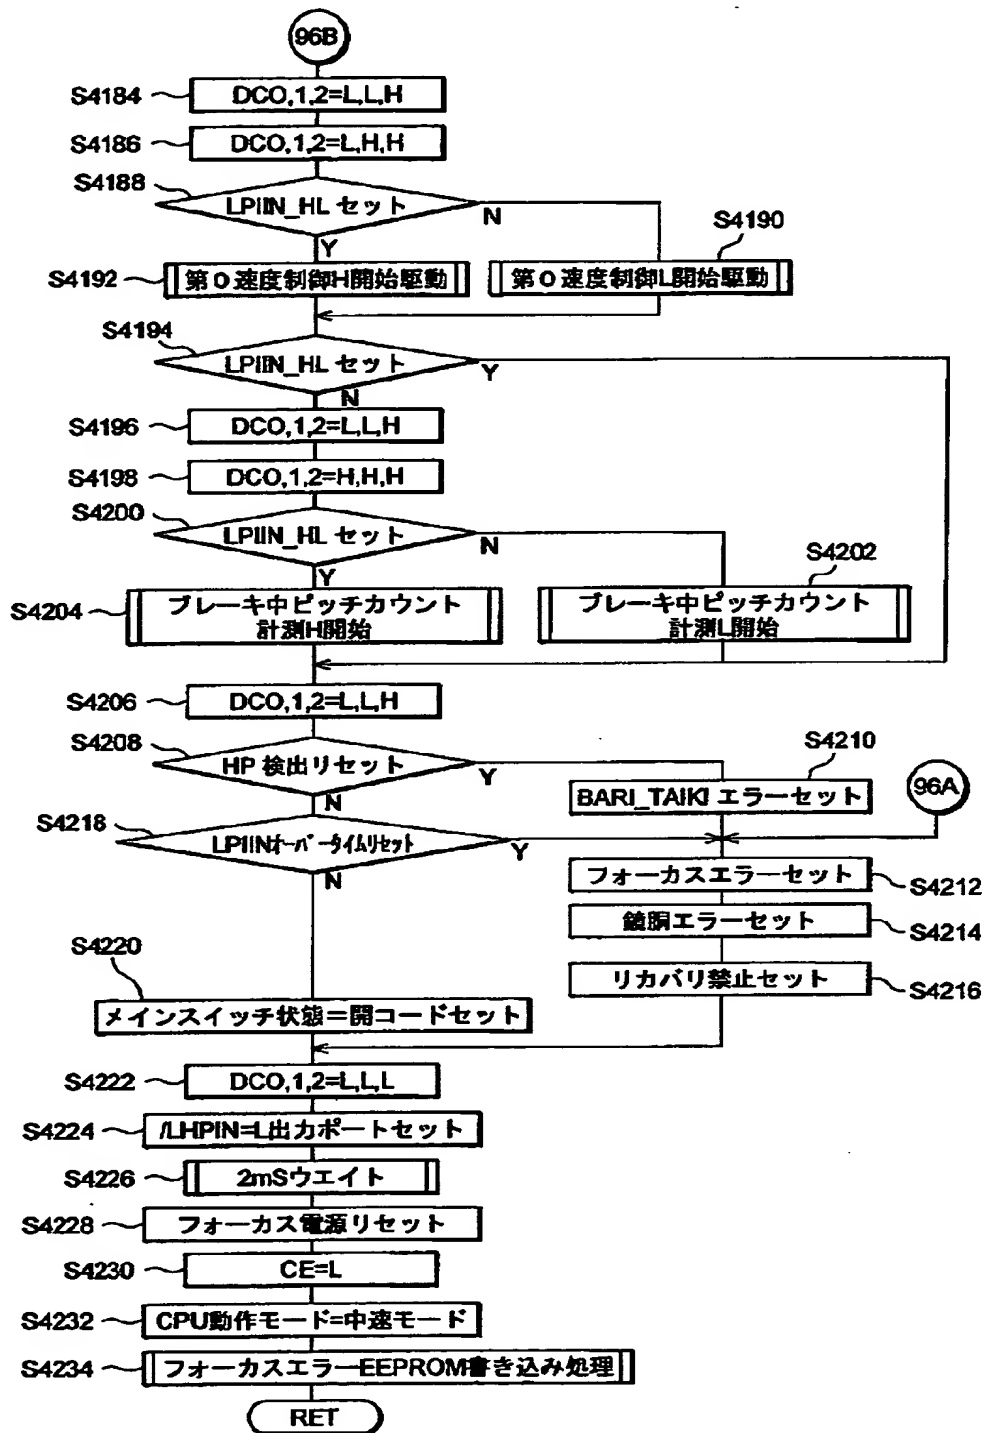 96B
S4184
DC0,1,2=L,L,H
S4186
DC0,1,2=L,H,H
S4188
LPIIN_HL セット
N
Y
S4190
S4192
第0速度制御H開始駆動
第0速度制御L開始駆動
S4194
LPIIN_HL セット
Y
N
S4196
DC0,1,2=L,L,H
S4198
DC0,1,2=H,H,H
S4200
LPIIN_HL セット
N
Y
S4202
S4204
ブレーキ中ピッチカウント
計測H開始
ブレーキ中ピッチカウント
計測L開始
S4206
DC0,1,2=L,L,H
S4208
HP 検出リセット
Y
N
S4210
BARI_TAIKI エラーセット
96A
S4218
LPIINオーバータイムリセット
Y
N
フォーカスエラーセット
S4212
鏡胴エラーセット
S4214
リカバリ禁止セット
S4216
S4220
メインスイッチ状態=開コードセット
S4222
DC0,1,2=L,L,L
S4224
/LHPIN=L出力ポートセット
S4226
2mSウエイト
S4228
フォーカス電源リセット
S4230
CE=L
S4232
CPU動作モード=中速モード
S4234
フォーカスエラーEEPROM書き込み処理
RET